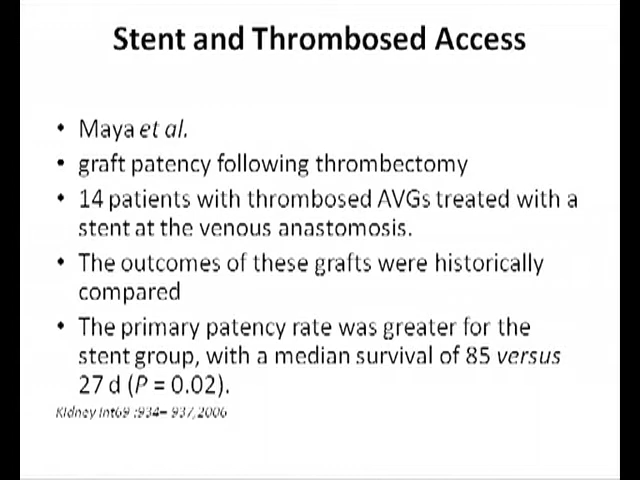 Stent and Thrombosed Access
• Maya et al.
• graft patency following thrombectomy
• 14 patients with thrombosed AVGs treated with a
stent at the venous anastomosis.
• The outcomes of these grafts were historically
compared
• The primary patency rate was greater for the
stent group, with a median survival of 85 versus
27 d (P = 0.02).
Kidney Int69 :934– 937,2006